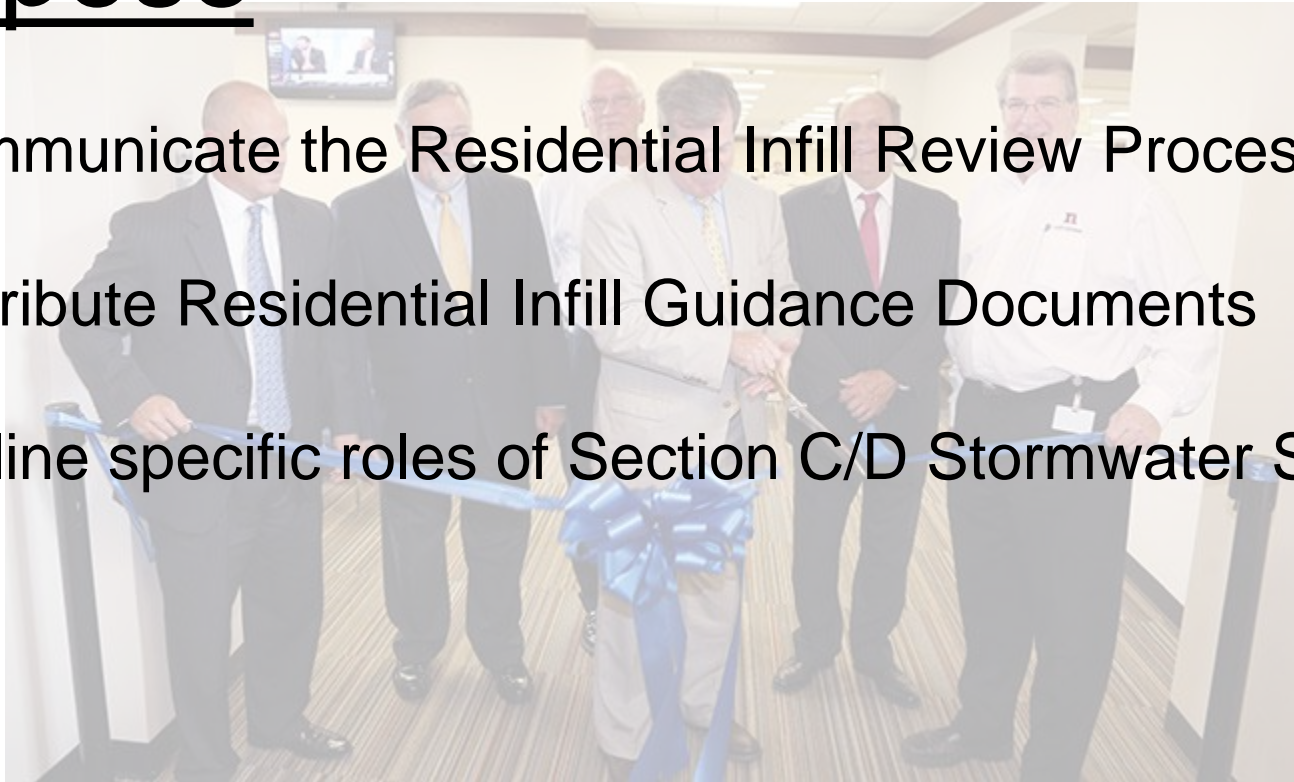 mmunicate the Residential Infill Review Proces
ribute Residential Infill Guidance Documents
line specific roles of Section C/D Stormwater S